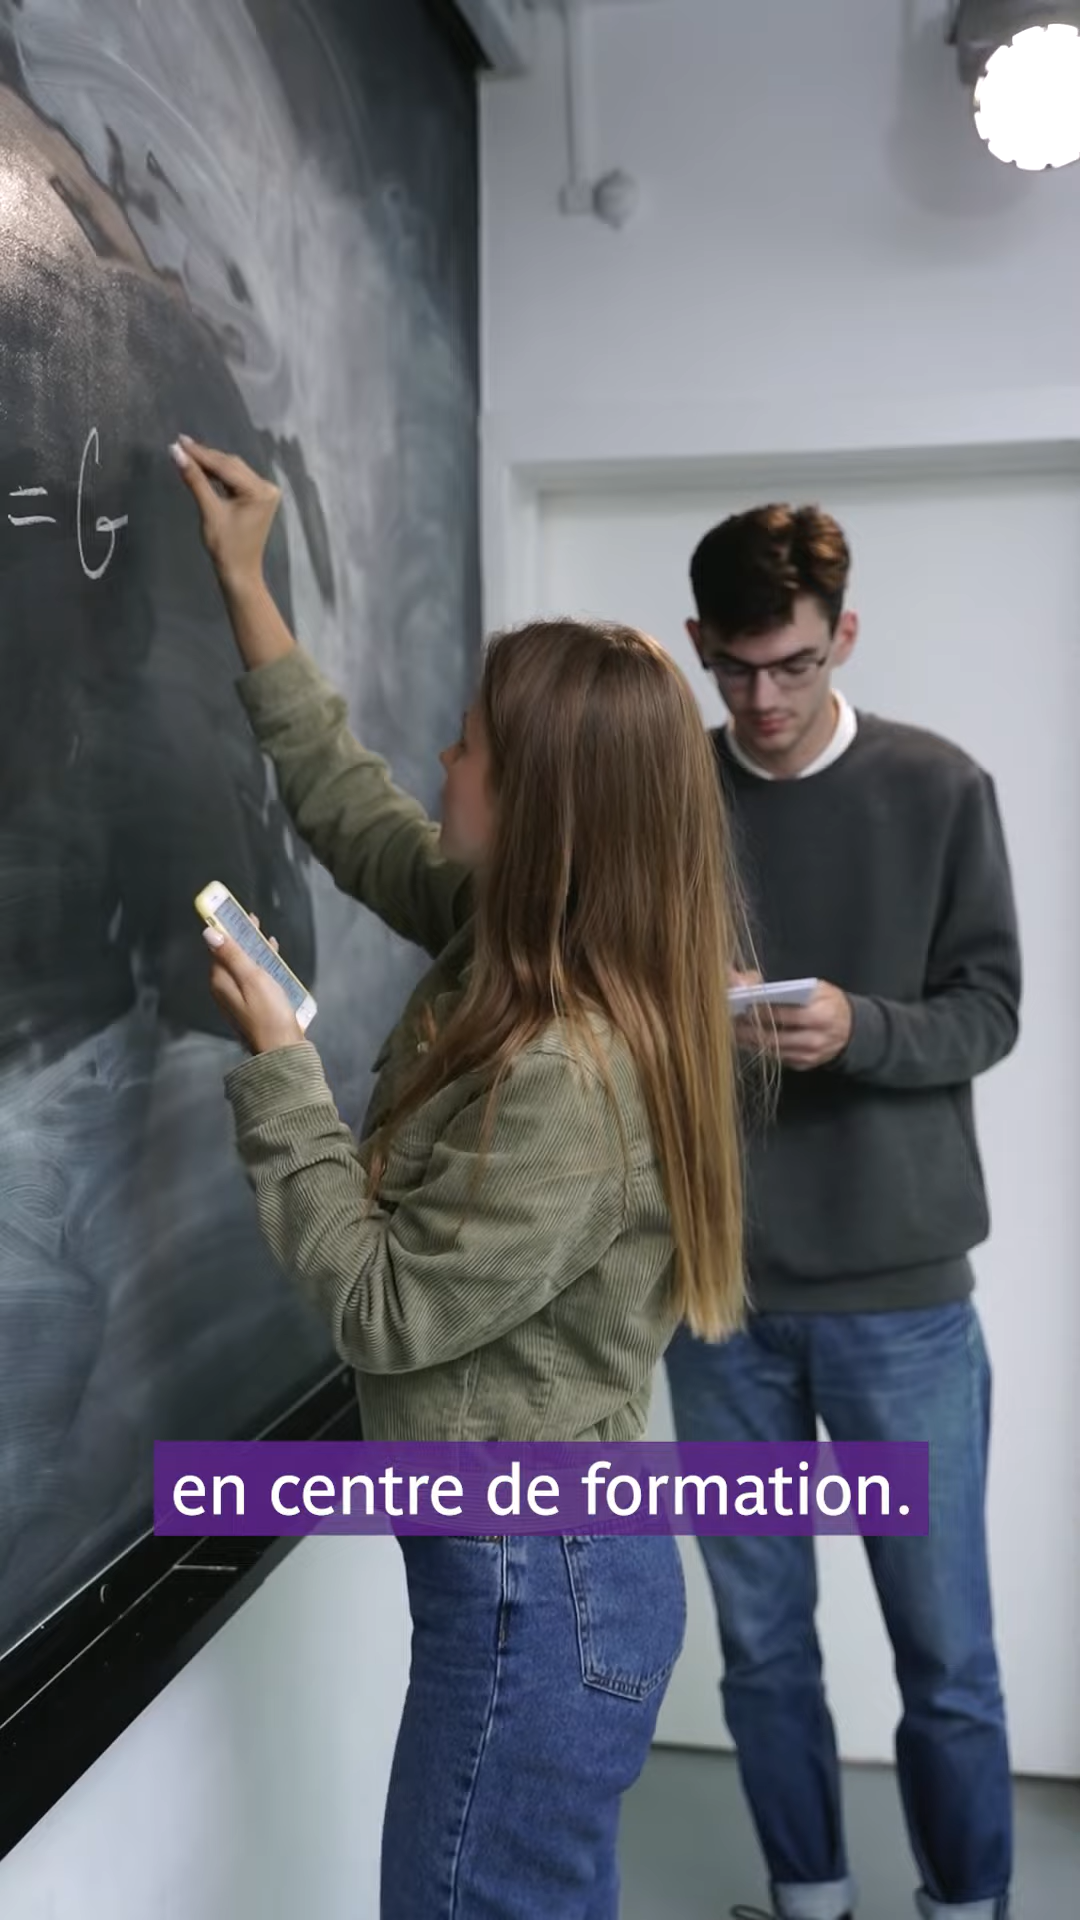 = G
en centre de formation.